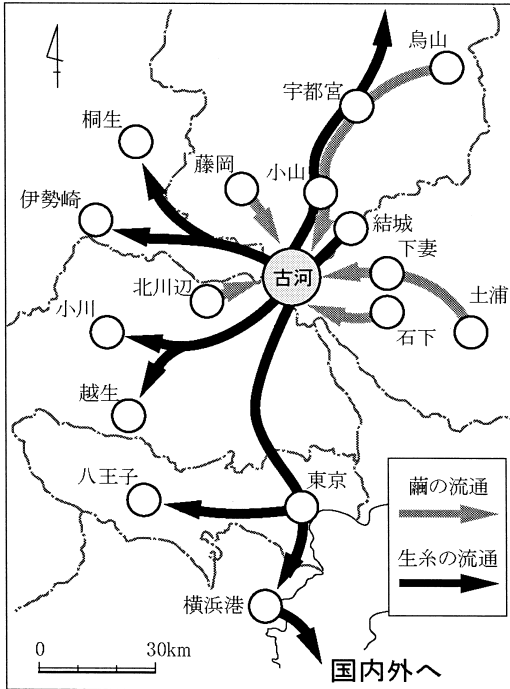 烏山
宇都宮
桐生
藤岡
小山
伊勢崎
結城
下妻
古河
北川辺
土浦
小川
石下
越生
八王子
東京
繭の流通
生糸の流通
横浜港
0
30km
国内外へ